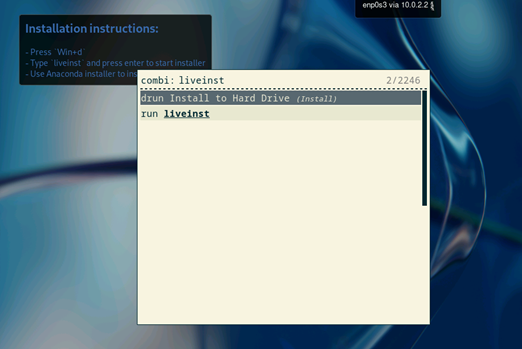 enp0s3 via 10.0.2.2
Installation instructions:
- Press `Win+d`
- Type `liveinst` and press enter to start installer
- Use Anaconda installer to ins
combi: liveinst 2/2246
drun Install to Hard Drive (Install)
run liveinst